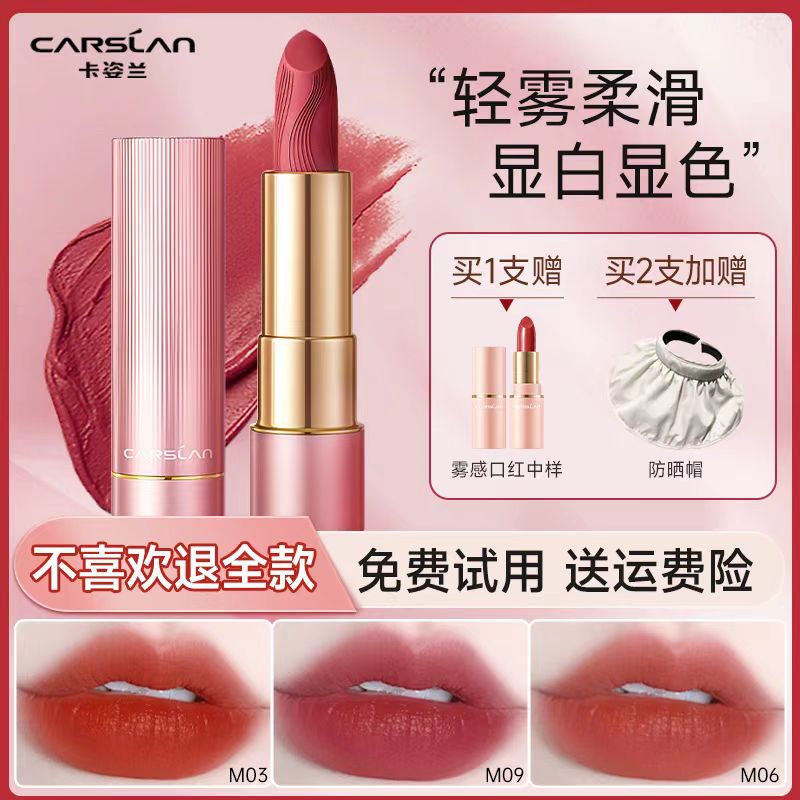 CARSLAN
卡姿兰
“轻雾柔滑
显白显色”
买1支赠
买2支加赠
CARSLAN
CARSLAN
雾感口红中样
防晒帽
不喜欢退全款
免费试用 送运费险
M03
M09
M06